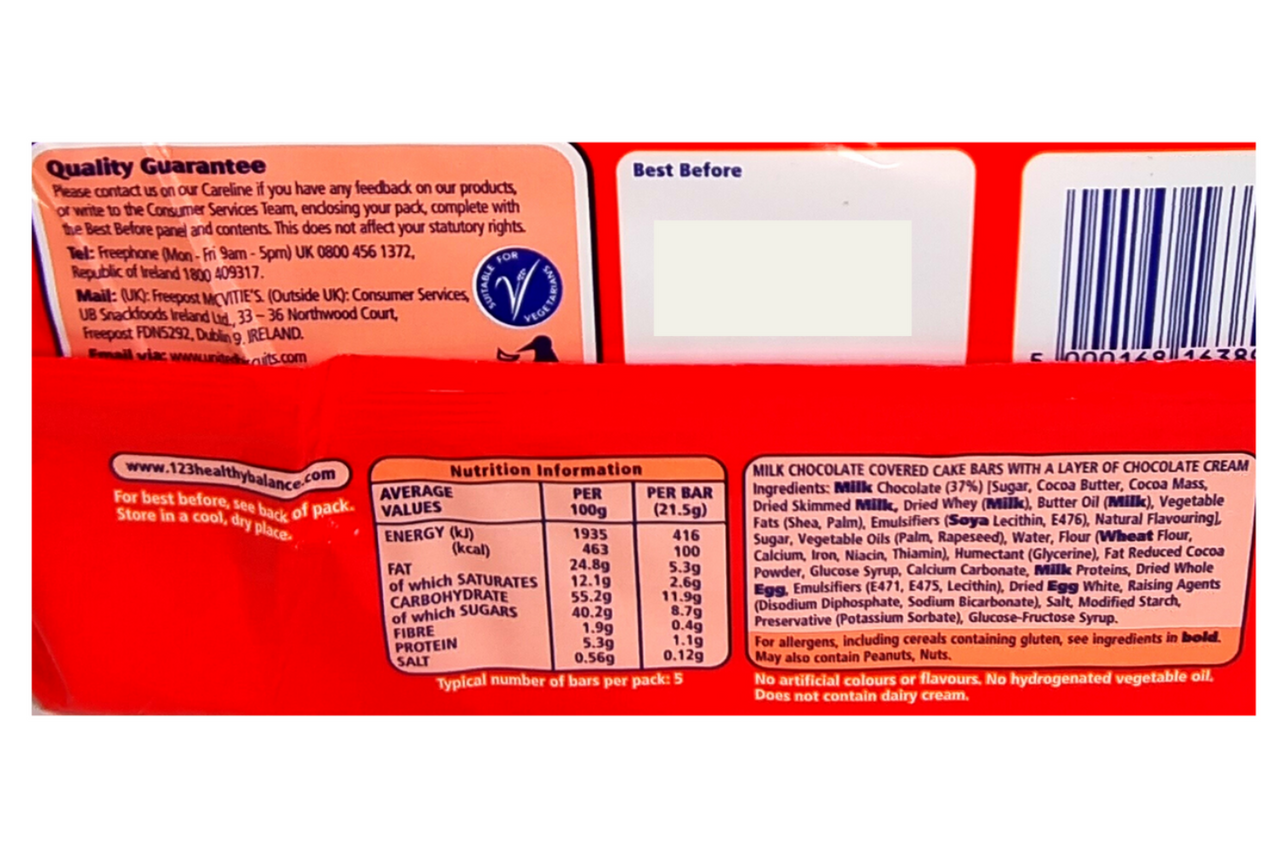 Quality Guarantee
Please contact us on our Careline if you have any feedback on our products,
or write to the Consumer Services Team, enclosing your pack, complete with
the Best Before panel and contents. This does not affect your statutory rights.
Tel: Freephone (Mon - Fri 9am - 5pm) UK 0800 456 1372,
Republic of Ireland 1800 409317.
Mail: (UK): Freepost MCVITIE'S. (Outside UK): Consumer Services,
UB Snackfoods Ireland Ltd., 33 – 36 Northwood Court,
Freepost FDN5292, Dublin 9. IRELAND.
Email via:
SUITABLE FOR VEGETARIANS
Best Before
www.123healthybalance.com
For best before, see back of pack.
Store in a cool, dry place.
Nutrition Information
AVERAGE VALUES PER 100g PER BAR (21.5g)
ENERGY (kJ) 1935 416
(kcal) 463 100
FAT 24.8g 5.3g
of which SATURATES 12.1g 2.6g
CARBOHYDRATE 55.2g 11.9g
of which SUGARS 40.2g 8.7g
FIBRE 1.9g 0.4g
PROTEIN 5.3g 1.1g
SALT 0.56g 0.12g
Typical number of bars per pack: 5
MILK CHOCOLATE COVERED CAKE BARS WITH A LAYER OF CHOCOLATE CREAM
Ingredients: Milk Chocolate (37%) [Sugar, Cocoa Butter, Cocoa Mass,
Dried Skimmed Milk, Dried Whey (Milk), Butter Oil (Milk), Vegetable
Fats (Shea, Palm), Emulsifiers (Soya Lecithin, E476), Natural Flavouring],
Sugar, Vegetable Oils (Palm, Rapeseed), Water, Flour (Wheat Flour,
Calcium, Iron, Niacin, Thiamin), Humectant (Glycerine), Fat Reduced Cocoa
Powder, Glucose Syrup, Calcium Carbonate, Milk Proteins, Dried Whole
Egg, Emulsifiers (E471, E475, Lecithin), Dried Egg White, Raising Agents
(Disodium Diphosphate, Sodium Bicarbonate), Salt, Modified Starch,
Preservative (Potassium Sorbate), Glucose-Fructose Syrup.
For allergens, including cereals containing gluten, see ingredients in bold.
May also contain Peanuts, Nuts.
No artificial colours or flavours. No hydrogenated vegetable oil.
Does not contain dairy cream.